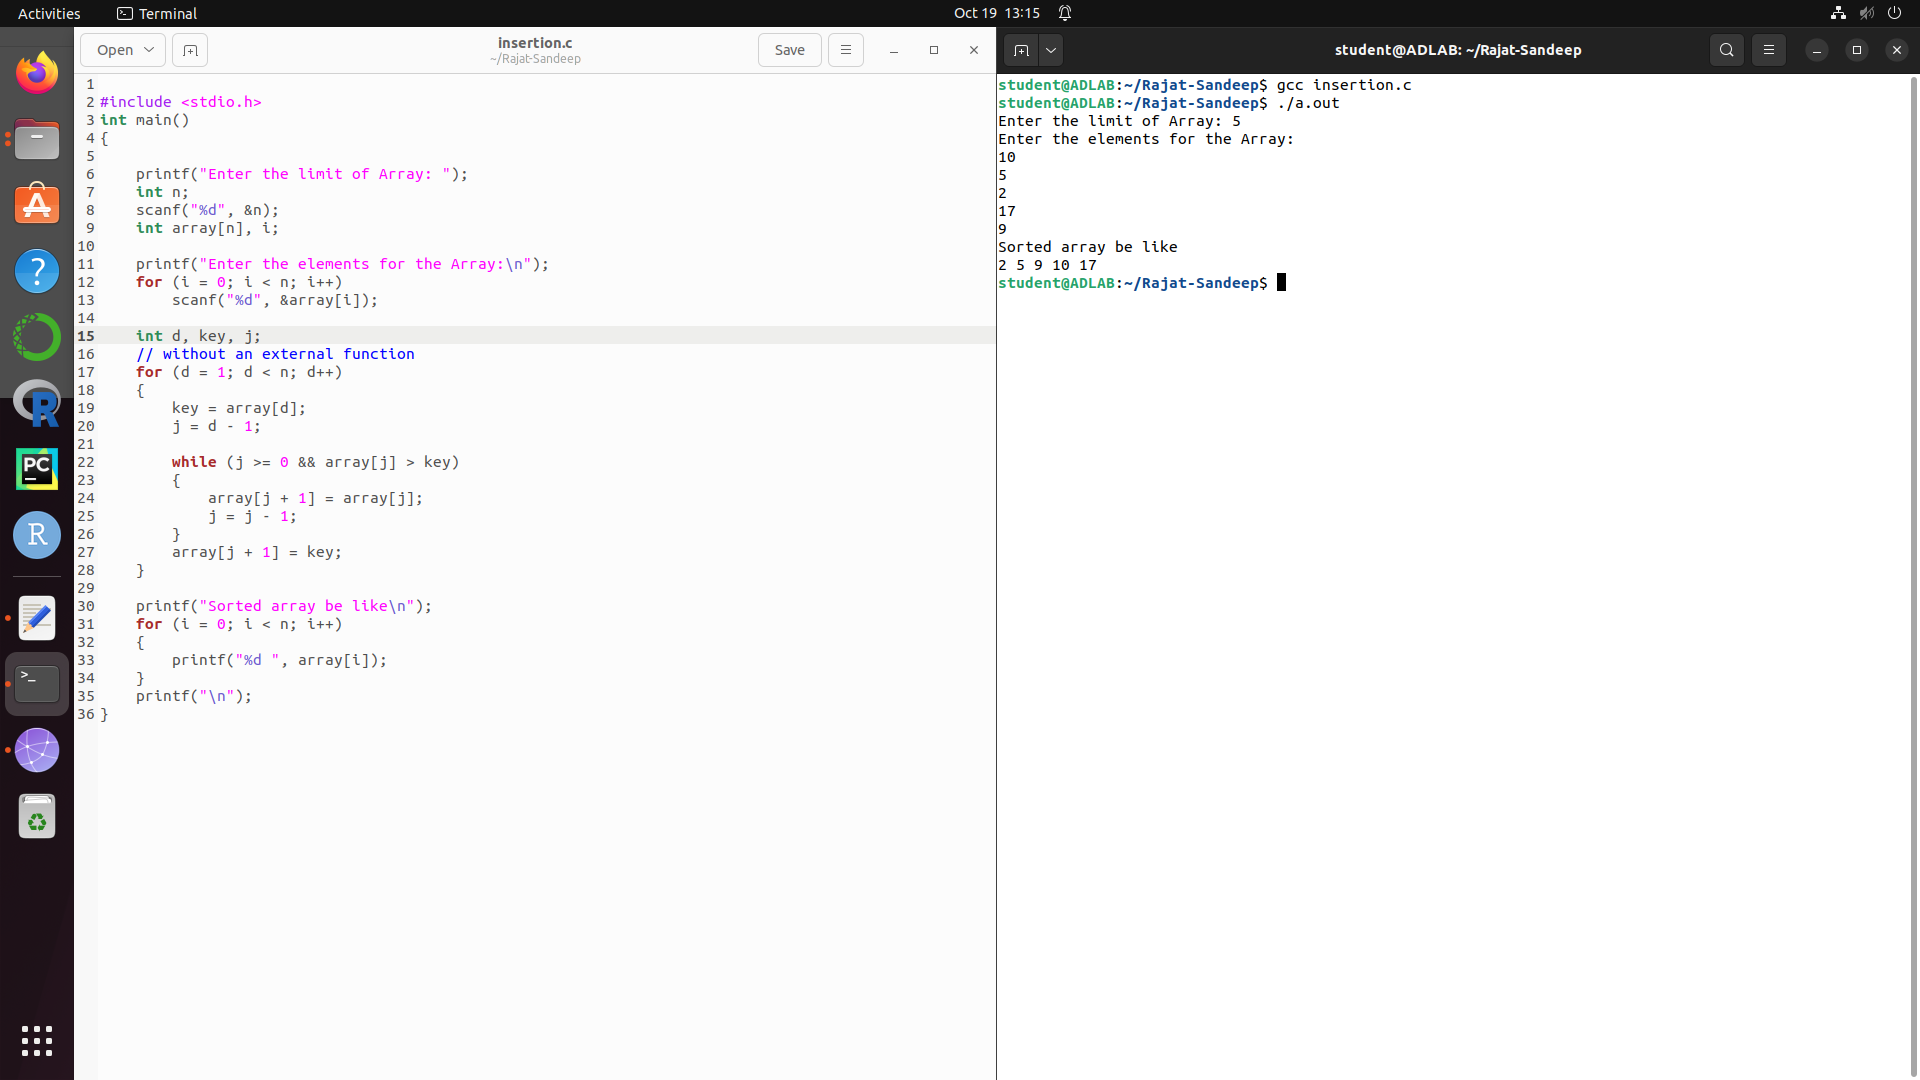 Activities
Terminal
Oct 19 13:15
Open
insertion.c
~/Rajat-Sandeep
Save
1
2 #include <stdio.h>
3 int main()
4 {
5
6     printf("Enter the limit of Array: ");
7     int n;
8     scanf("%d", &n);
9     int array[n], i;
10
11     printf("Enter the elements for the Array:\n");
12     for (i = 0; i < n; i++)
13         scanf("%d", &array[i]);
14
15     int d, key, j;
16     // without an external function
17     for (d = 1; d < n; d++)
18     {
19         key = array[d];
20         j = d - 1;
21
22         while (j >= 0 && array[j] > key)
23         {
24             array[j + 1] = array[j];
25             j = j - 1;
26         }
27         array[j + 1] = key;
28     }
29
30     printf("Sorted array be like\n");
31     for (i = 0; i < n; i++)
32     {
33         printf("%d ", array[i]);
34     }
35     printf("\n");
36 }
student@ADLAB: ~/Rajat-Sandeep
student@ADLAB:~/Rajat-Sandeep$ gcc insertion.c
student@ADLAB:~/Rajat-Sandeep$ ./a.out
Enter the limit of Array: 5
Enter the elements for the Array:
10
5
2
17
9
Sorted array be like
2 5 9 10 17
student@ADLAB:~/Rajat-Sandeep$
A
?
R
PC
R
>_